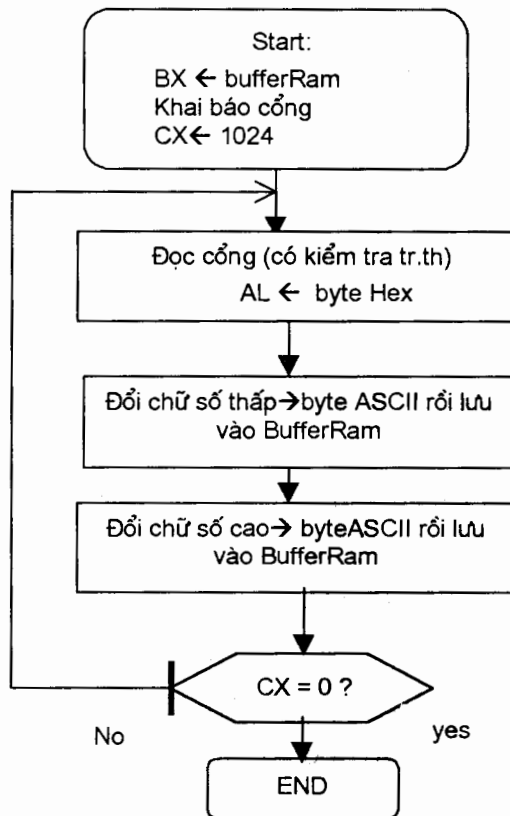 Start:
BX ← bufferRam
Khai báo cổng
CX← 1024
Đọc cổng (có kiểm tra tr.th)
AL ← byte Hex
Đổi chữ số thấp→byte ASCII rồi lưu
vào BufferRam
Đổi chữ số cao→ byteASCII rồi lưu
vào BufferRam
CX = 0 ?
No
yes
END